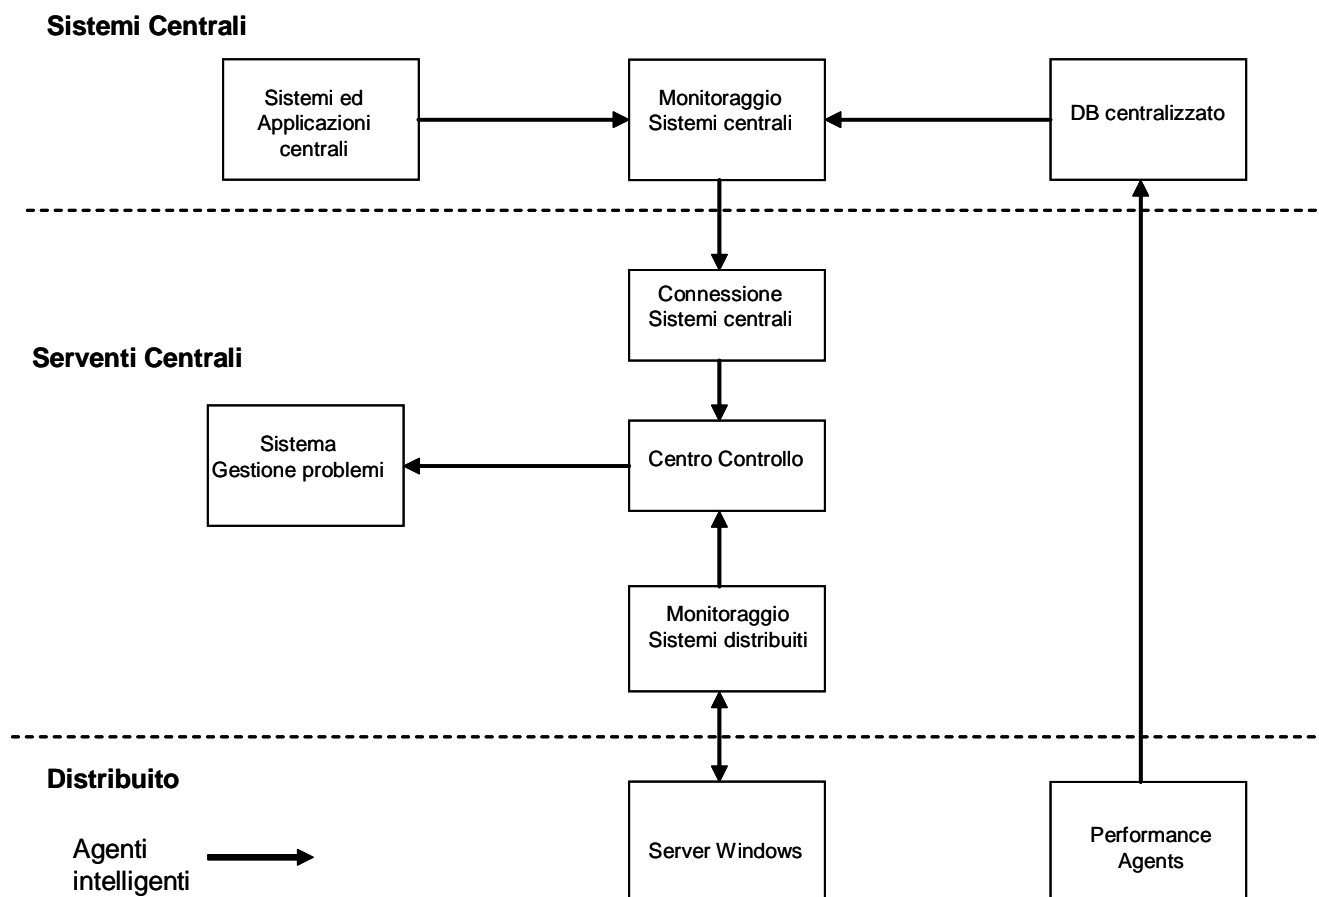 Sistemi Centrali
Sistemi ed
Applicazioni
centrali
Monitoraggio
Sistemi centrali
DB centralizzato
Connessione
Sistemi centrali
Serventi Centrali
Sistema
Gestione problemi
Centro Controllo
Monitoraggio
Sistemi distribuiti
Distribuito
Agenti
intelligenti
Server Windows
Performance
Agents